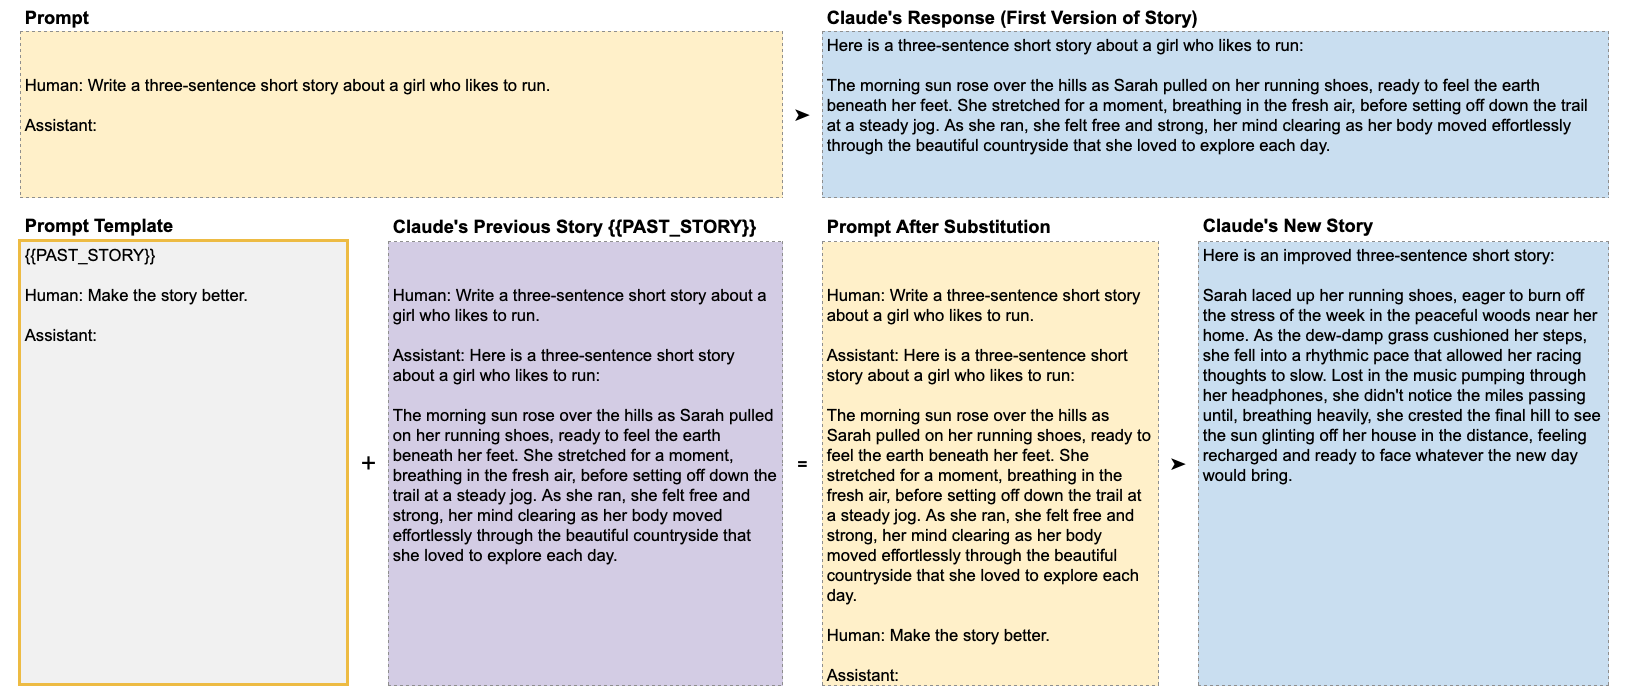 Prompt
Human: Write a three-sentence short story about a girl who likes to run.
Assistant:
➤
Claude's Response (First Version of Story)
Here is a three-sentence short story about a girl who likes to run:
The morning sun rose over the hills as Sarah pulled on her running shoes, ready to feel the earth
beneath her feet. She stretched for a moment, breathing in the fresh air, before setting off down the trail
at a steady jog. As she ran, she felt free and strong, her mind clearing as her body moved effortlessly
through the beautiful countryside that she loved to explore each day.
Prompt Template
{{PAST_STORY}}
Human: Make the story better.
Assistant:
+
Claude's Previous Story {{PAST_STORY}}
Human: Write a three-sentence short story about a
girl who likes to run.
Assistant: Here is a three-sentence short story
about a girl who likes to run:
The morning sun rose over the hills as Sarah pulled
on her running shoes, ready to feel the earth
beneath her feet. She stretched for a moment,
breathing in the fresh air, before setting off down the
trail at a steady jog. As she ran, she felt free and
strong, her mind clearing as her body moved
effortlessly through the beautiful countryside that
she loved to explore each day.
=
Prompt After Substitution
Human: Write a three-sentence short story
about a girl who likes to run.
Assistant: Here is a three-sentence short
story about a girl who likes to run:
The morning sun rose over the hills as
Sarah pulled on her running shoes, ready to
feel the earth beneath her feet. She
stretched for a moment, breathing in the
fresh air, before setting off down the trail at
a steady jog. As she ran, she felt free and
strong, her mind clearing as her body
moved effortlessly through the beautiful
countryside that she loved to explore each
day.
Human: Make the story better.
Assistant:
➤
Claude's New Story
Here is an improved three-sentence short story:
Sarah laced up her running shoes, eager to burn off
the stress of the week in the peaceful woods near her
home. As the dew-damp grass cushioned her steps,
she fell into a rhythmic pace that allowed her racing
thoughts to slow. Lost in the music pumping through
her headphones, she didn't notice the miles passing
until, breathing heavily, she crested the final hill to see
the sun glinting off her house in the distance, feeling
recharged and ready to face whatever the new day
would bring.